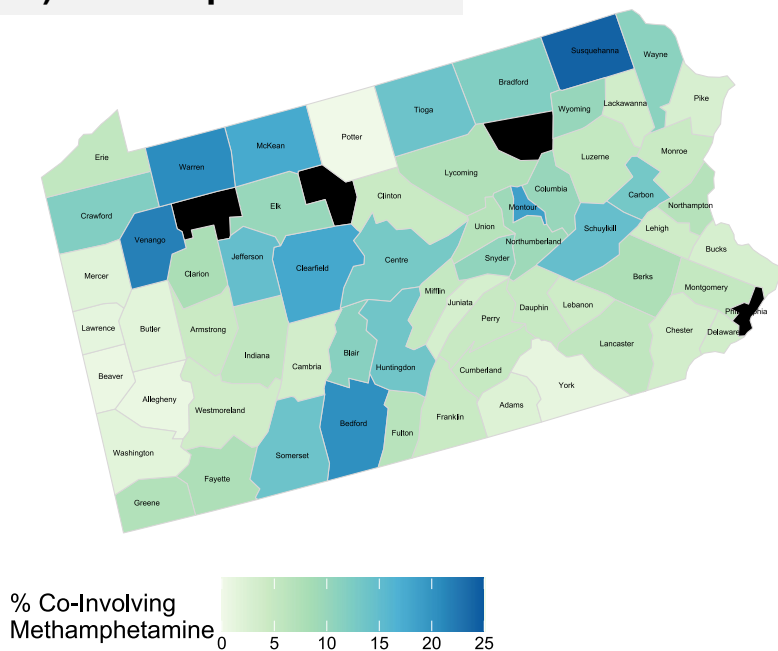 Susquehanna
Wayne
Bradford
Tioga
Wyoming
Lackawanna
Pike
Potter
McKean
Warren
Erie
Monroe
Luzerne
Lycoming
Clinton
Elk
Crawford
Venango
Columbia
Montour
Carbon
Northampton
Union
Northumberland
Schuylkill
Lehigh
Bucks
Snyder
Centre
Jefferson
Clearfield
Clarion
Mercer
Mifflin
Juniata
Berks
Montgomery
Dauphin
Lebanon
Perry
Philadelphia
Chester
Delaware
Lancaster
Lawrence
Butler
Armstrong
Indiana
Blair
Cambria
Huntingdon
Cumberland
York
Beaver
Allegheny
Westmoreland
Bedford
Franklin
Adams
Fulton
Washington
Somerset
Fayette
Greene
% Co-Involving
Methamphetamine
0 5 10 15 20 25